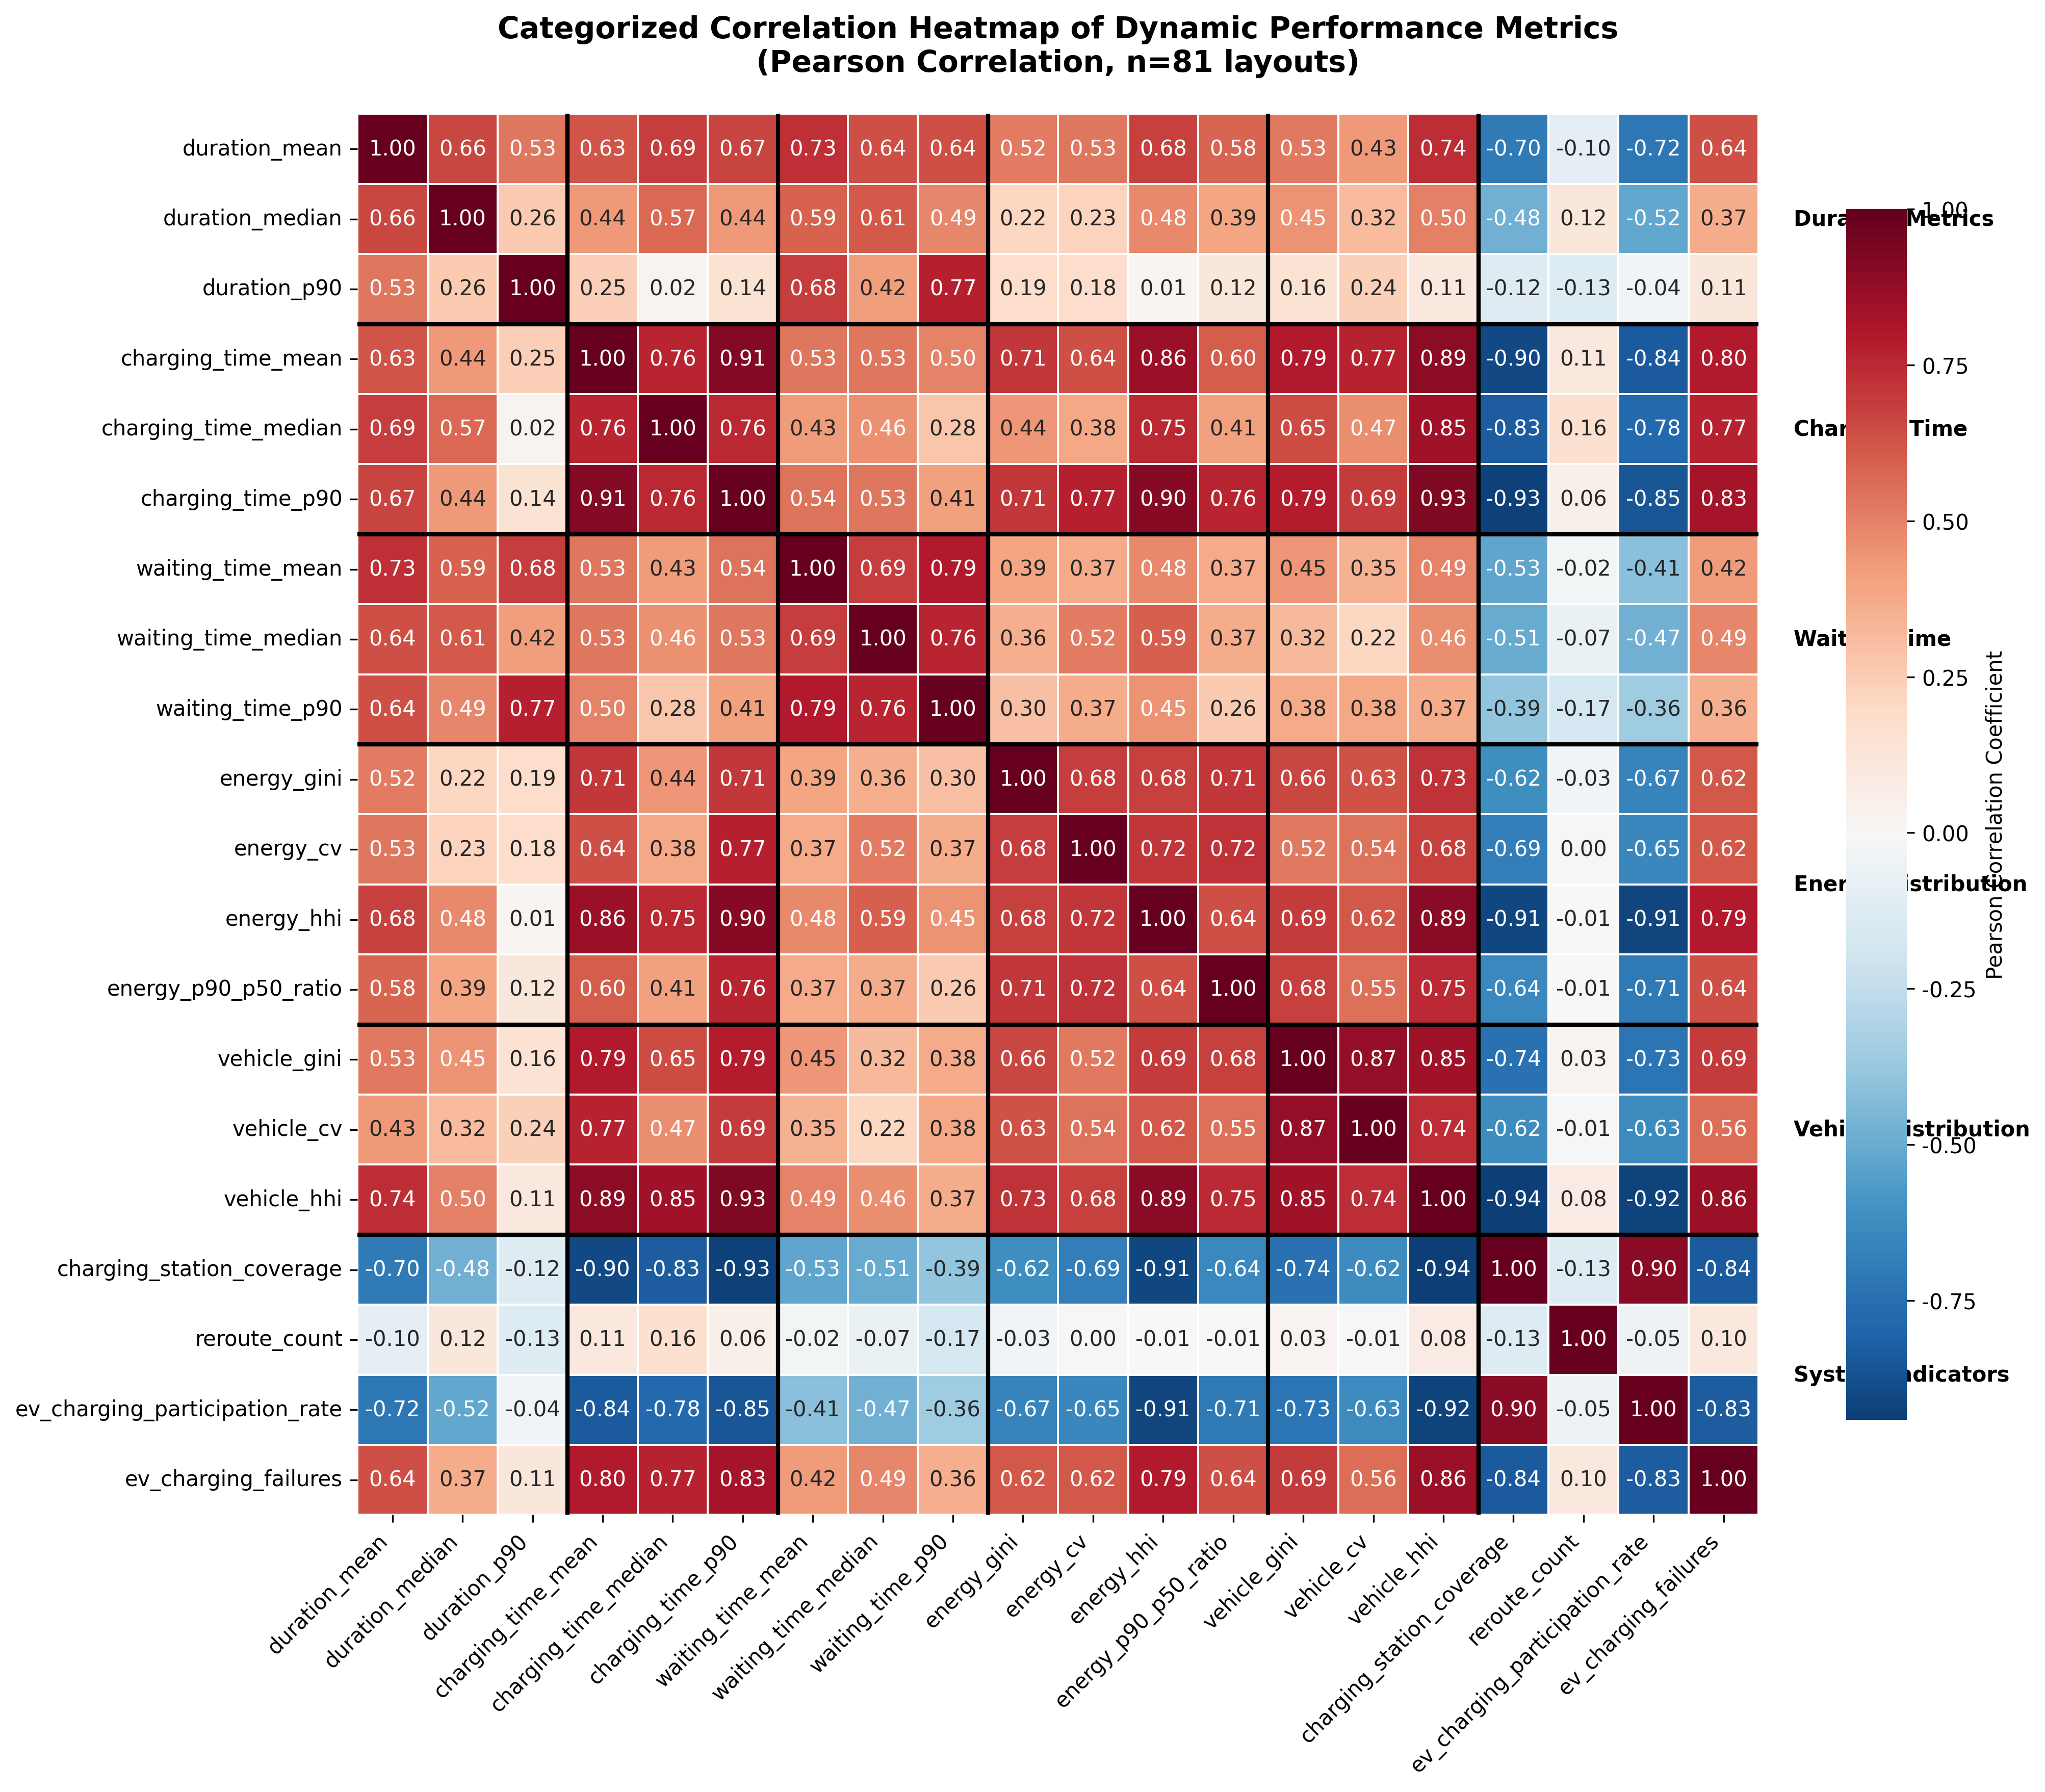 Categorized Correlation Heatmap of Dynamic Performance Metrics
(Pearson Correlation, n=81 layouts)
duration_mean 1.00 0.66 0.53 0.63 0.69 0.67 0.73 0.64 0.64 0.52 0.53 0.68 0.58 0.53 0.43 0.74 -0.70 -0.10 -0.72 0.64
duration_median 0.66 1.00 0.26 0.44 0.57 0.44 0.59 0.61 0.49 0.22 0.23 0.48 0.39 0.45 0.32 0.50 -0.48 0.12 -0.52 0.37
duration_p90 0.53 0.26 1.00 0.25 0.02 0.14 0.68 0.42 0.77 0.19 0.18 0.01 0.12 0.16 0.24 0.11 -0.12 -0.13 -0.04 0.11
charging_time_mean 0.63 0.44 0.25 1.00 0.76 0.91 0.53 0.53 0.50 0.71 0.64 0.86 0.60 0.79 0.77 0.89 -0.90 0.11 -0.84 0.80
charging_time_median 0.69 0.57 0.02 0.76 1.00 0.76 0.43 0.46 0.28 0.44 0.38 0.75 0.41 0.65 0.47 0.85 -0.83 0.16 -0.78 0.77
charging_time_p90 0.67 0.44 0.14 0.91 0.76 1.00 0.54 0.53 0.41 0.71 0.77 0.90 0.76 0.79 0.69 0.93 -0.93 0.06 -0.85 0.83
waiting_time_mean 0.73 0.59 0.68 0.53 0.43 0.54 1.00 0.69 0.79 0.39 0.37 0.48 0.37 0.45 0.35 0.49 -0.53 -0.02 -0.41 0.42
waiting_time_median 0.64 0.61 0.42 0.53 0.46 0.53 0.69 1.00 0.76 0.36 0.52 0.59 0.37 0.32 0.22 0.46 -0.51 -0.07 -0.47 0.49
waiting_time_p90 0.64 0.49 0.77 0.50 0.28 0.41 0.79 0.76 1.00 0.30 0.37 0.45 0.26 0.38 0.38 0.37 -0.39 -0.17 -0.36 0.36
energy_gini 0.52 0.22 0.19 0.71 0.44 0.71 0.39 0.36 0.30 1.00 0.68 0.68 0.71 0.66 0.63 0.73 -0.62 -0.03 -0.67 0.62
energy_cv 0.53 0.23 0.18 0.64 0.38 0.77 0.37 0.52 0.37 0.68 1.00 0.72 0.72 0.52 0.54 0.68 -0.69 0.00 -0.65 0.62
energy_hhi 0.68 0.48 0.01 0.86 0.75 0.90 0.48 0.59 0.45 0.68 0.72 1.00 0.64 0.69 0.62 0.89 -0.91 -0.01 -0.91 0.79
energy_p90_p50_ratio 0.58 0.39 0.12 0.60 0.41 0.76 0.37 0.37 0.26 0.71 0.72 0.64 1.00 0.68 0.55 0.75 -0.64 -0.01 -0.71 0.64
vehicle_gini 0.53 0.45 0.16 0.79 0.65 0.79 0.45 0.32 0.38 0.66 0.52 0.69 0.68 1.00 0.87 0.85 -0.74 0.03 -0.73 0.69
vehicle_cv 0.43 0.32 0.24 0.77 0.47 0.69 0.35 0.22 0.38 0.63 0.54 0.62 0.55 0.87 1.00 0.74 -0.62 -0.01 -0.63 0.56
vehicle_hhi 0.74 0.50 0.11 0.89 0.85 0.93 0.49 0.46 0.37 0.73 0.68 0.89 0.75 0.85 0.74 1.00 -0.94 0.08 -0.92 0.86
charging_station_coverage -0.70 -0.48 -0.12 -0.90 -0.83 -0.93 -0.53 -0.51 -0.39 -0.62 -0.69 -0.91 -0.64 -0.74 -0.62 -0.94 1.00 -0.13 0.90 -0.84
reroute_count -0.10 0.12 -0.13 0.11 0.16 0.06 -0.02 -0.07 -0.17 -0.03 0.00 -0.01 -0.01 0.03 -0.01 0.08 -0.13 1.00 -0.05 0.10
ev_charging_participation_rate -0.72 -0.52 -0.04 -0.84 -0.78 -0.85 -0.41 -0.47 -0.36 -0.67 -0.65 -0.91 -0.71 -0.73 -0.63 -0.92 0.90 -0.05 1.00 -0.83
ev_charging_failures 0.64 0.37 0.11 0.80 0.77 0.83 0.42 0.49 0.36 0.62 0.62 0.79 0.64 0.69 0.56 0.86 -0.84 0.10 -0.83 1.00
duration_mean
duration_median
duration_p90
charging_time_mean
charging_time_median
charging_time_p90
waiting_time_mean
waiting_time_median
waiting_time_p90
energy_gini
energy_cv
energy_hhi
energy_p90_p50_ratio
vehicle_gini
vehicle_cv
vehicle_hhi
charging_station_coverage
reroute_count
ev_charging_participation_rate
ev_charging_failures
1.00
0.75
0.50
0.25
0.00
-0.25
-0.50
-0.75
Pearson Correlation Coefficient
Metrics
Time